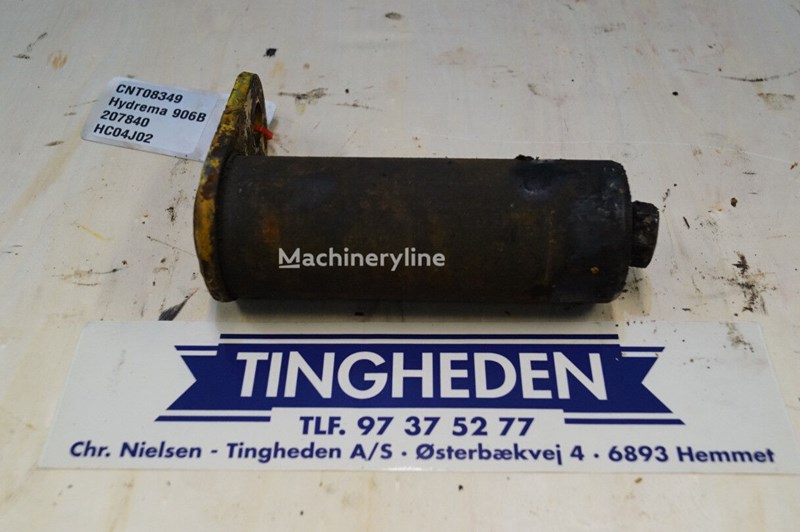 CNT08349
Hydrema 906B
207840
HC04J02
Machineryline
TINGHEDEN
TLF. 97 37 52 77
Chr. Nielsen - Tingheden A/S · Østerbækvej 4 · 6893 Hemmet